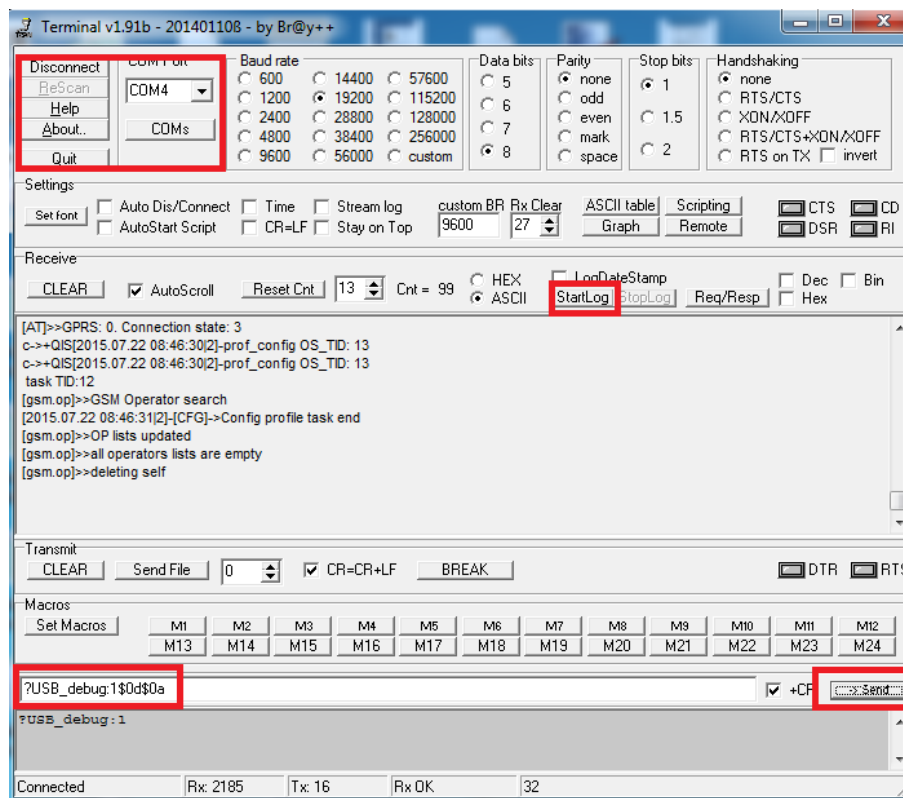 Terminal v1.91b - 20140110ß - by Br@y++
Disconnect
ReScan
Help
About..
Quit
COM Port
COM4
COMs
Baud rate
600 14400 57600
1200 19200 115200
2400 28800 128000
4800 38400 256000
9600 56000 custom
Data bits
5
6
7
8
Parity
none
odd
even
mark
space
Stop bits
1
1.5
2
Handshaking
none
RTS/CTS
XON/XOFF
RTS/CTS+XON/XOFF
RTS on TX invert
Settings
Set font
Auto Dis/Connect Time Stream log
AutoStart Script CR=LF Stay on Top
custom BR Rx Clear
9600 27
ASCII table Scripting
Graph Remote
CTS CD
DSR RI
Receive
CLEAR AutoScroll Reset Cnt 13 Cnt = 99
HEX
ASCII
LogDateStamp
StartLog StopLog Req/Resp
Dec Bin
Hex
[AT]>>GPRS: 0. Connection state: 3
c->+QIS[2015.07.22 08:46:30|2]-prof_config OS_TID: 13
c->+QIS[2015.07.22 08:46:30|2]-prof_config OS_TID: 13
task TID:12
[gsm.op]>>GSM Operator search
[2015.07.22 08:46:31|2]-[CFG]->Config profile task end
[gsm.op]>>OP lists updated
[gsm.op]>>all operators lists are empty
[gsm.op]>>deleting self
Transmit
CLEAR Send File 0 CR=CR+LF BREAK DTR RTS
Macros
Set Macros M1 M2 M3 M4 M5 M6 M7 M8 M9 M10 M11 M12
M13 M14 M15 M16 M17 M18 M19 M20 M21 M22 M23 M24
?USB_debug:1$0d$0a +CR -> Send
?USB_debug:1
Connected Rx: 2185 Tx: 16 Rx OK 32